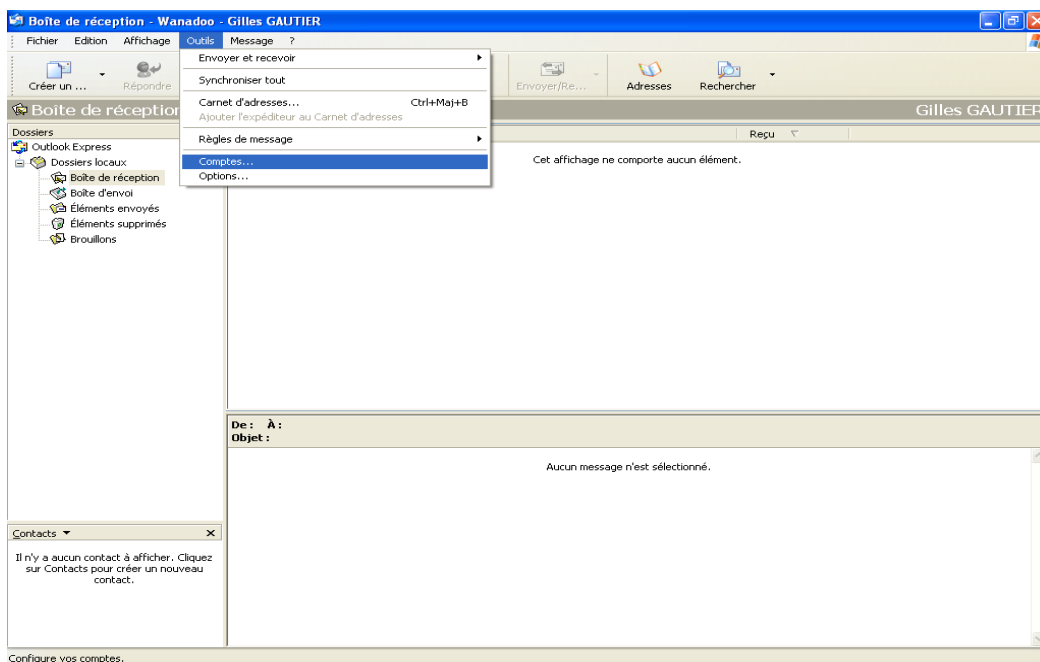 Boîte de réception - Wanadoo - Gilles GAUTIER
Fichier Edition Affichage Outils Message ?
Créer un ... Répondre Envoyer/Re... Adresses Rechercher
Envoyer et recevoir
Synchroniser tout
Carnet d'adresses... Ctrl+Maj+B
Ajouter l'expéditeur au Carnet d'adresses
Règles de message
Comptes...
Options...
Boîte de réception Gilles GAUTIER
Dossiers
Outlook Express
Dossiers locaux
Boîte de réception
Boîte d'envoi
Éléments envoyés
Éléments supprimés
Brouillons
Reçu
Cet affichage ne comporte aucun élément.
De : À :
Objet :
Aucun message n'est sélectionné.
Contacts
Il n'y a aucun contact à afficher. Cliquez
sur Contacts pour créer un nouveau
contact.
Configure vos comptes.